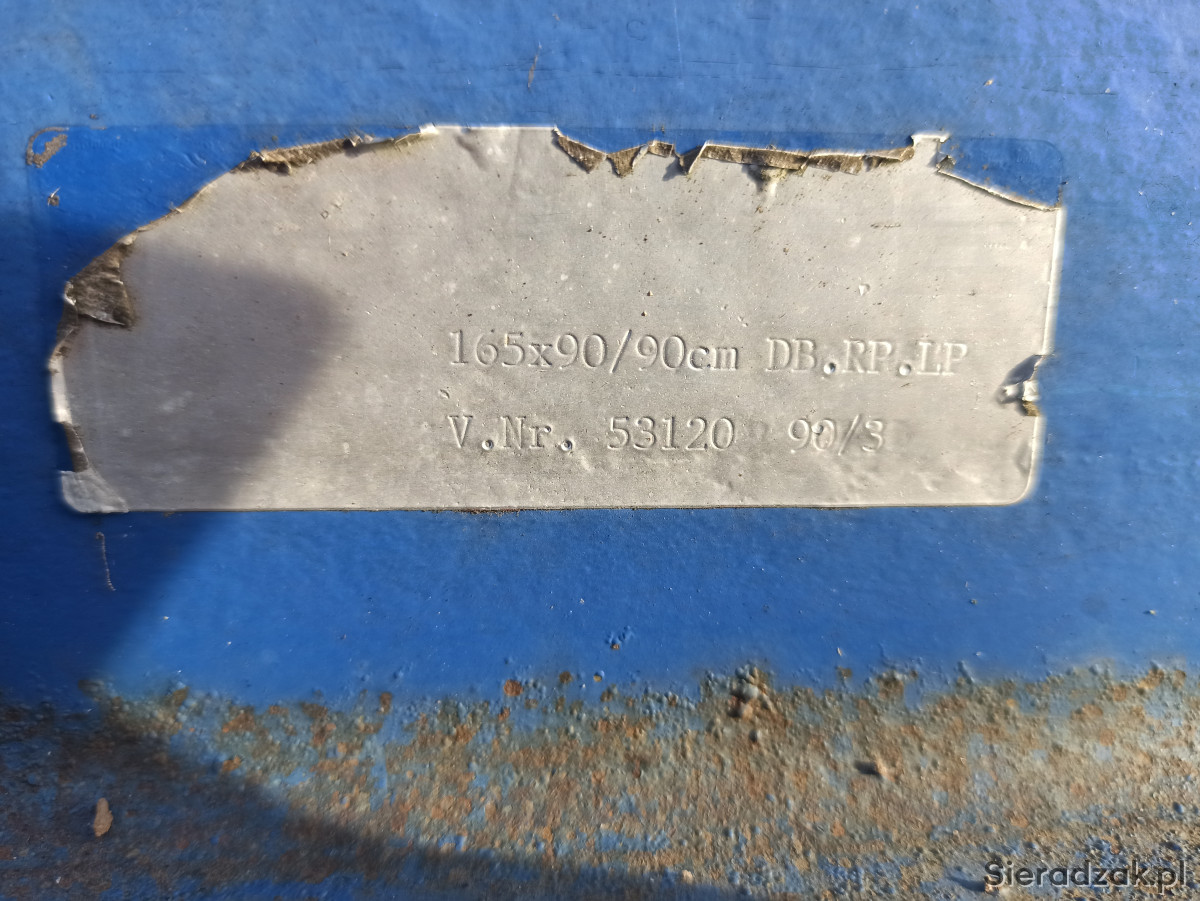 165x90/90cm DB.RP.LP
V.Nr. 53120 90/3
Sieradzak.pl